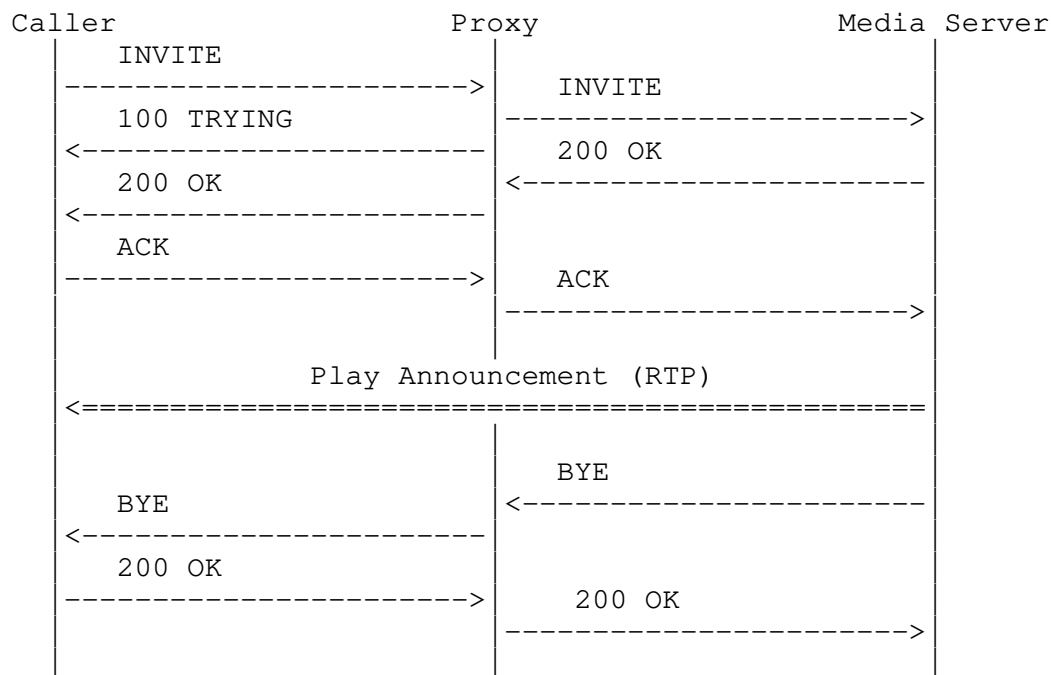 Caller Proxy Media Server
INVITE
INVITE
100 TRYING
200 OK
200 OK
ACK
ACK
Play Announcement (RTP)
BYE
BYE
200 OK
200 OK